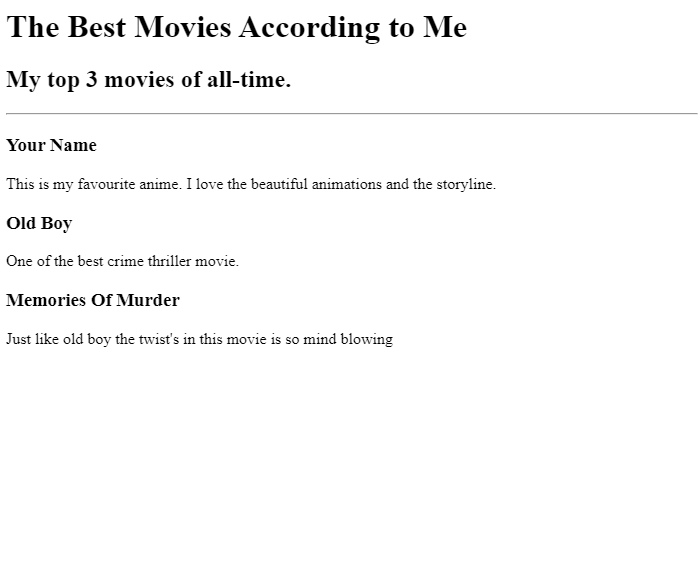 The Best Movies According to Me
My top 3 movies of all-time.
Your Name
This is my favourite anime. I love the beautiful animations and the storyline.
Old Boy
One of the best crime thriller movie.
Memories Of Murder
Just like old boy the twist's in this movie is so mind blowing